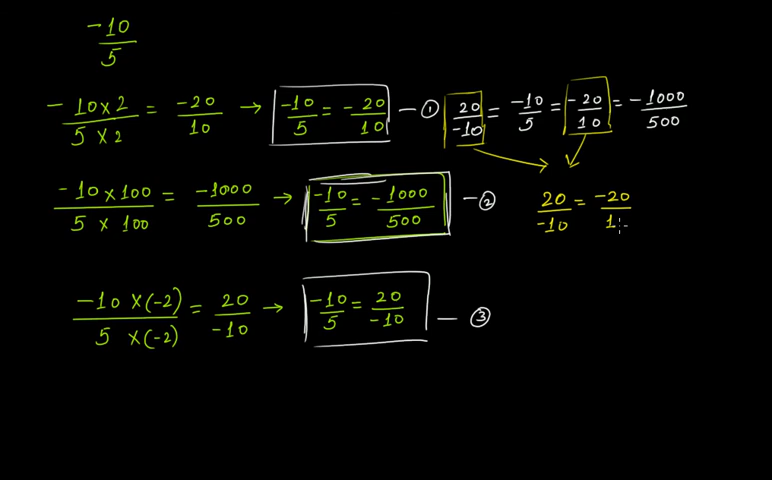 -10/5
- 10×2 / 5×2 = -20/10 → -10/5 = -20/10 — ① 20/-10 = -10/5 = -20/10 = -1000/500
-10×100 / 5×100 = -1000/500 → -10/5 = -1000/500 — ② 20/-10 = -20/1
-10×(-2) / 5×(-2) = 20/-10 → -10/5 = 20/-10 — ③